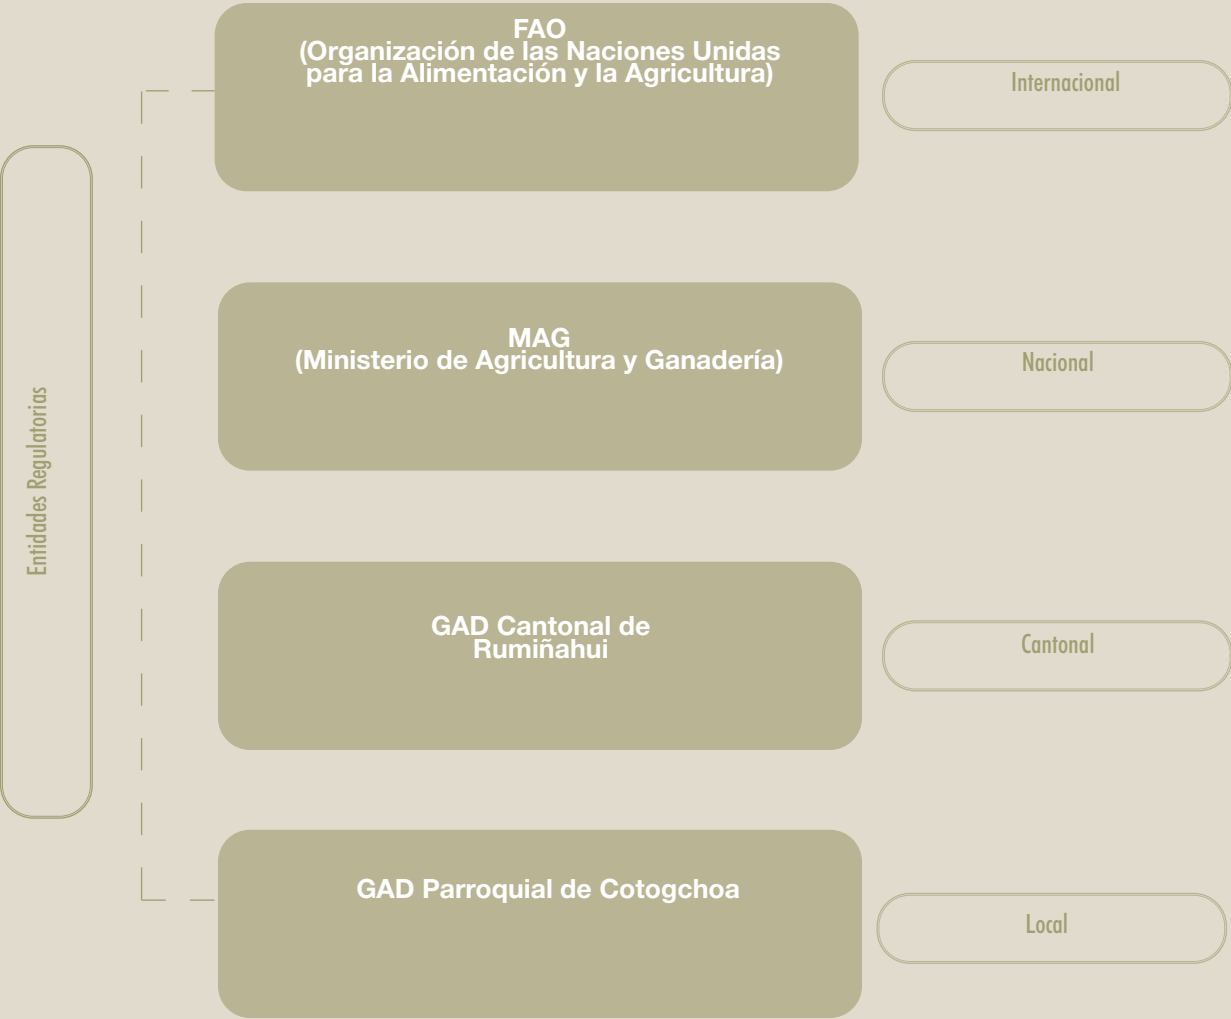 Entidades Regulatorias
FAO
(Organización de las Naciones Unidas
para la Alimentación y la Agricultura)
Internacional
MAG
(Ministerio de Agricultura y Ganadería)
Nacional
GAD Cantonal de
Rumiñahui
Cantonal
GAD Parroquial de Cotogchoa
Local